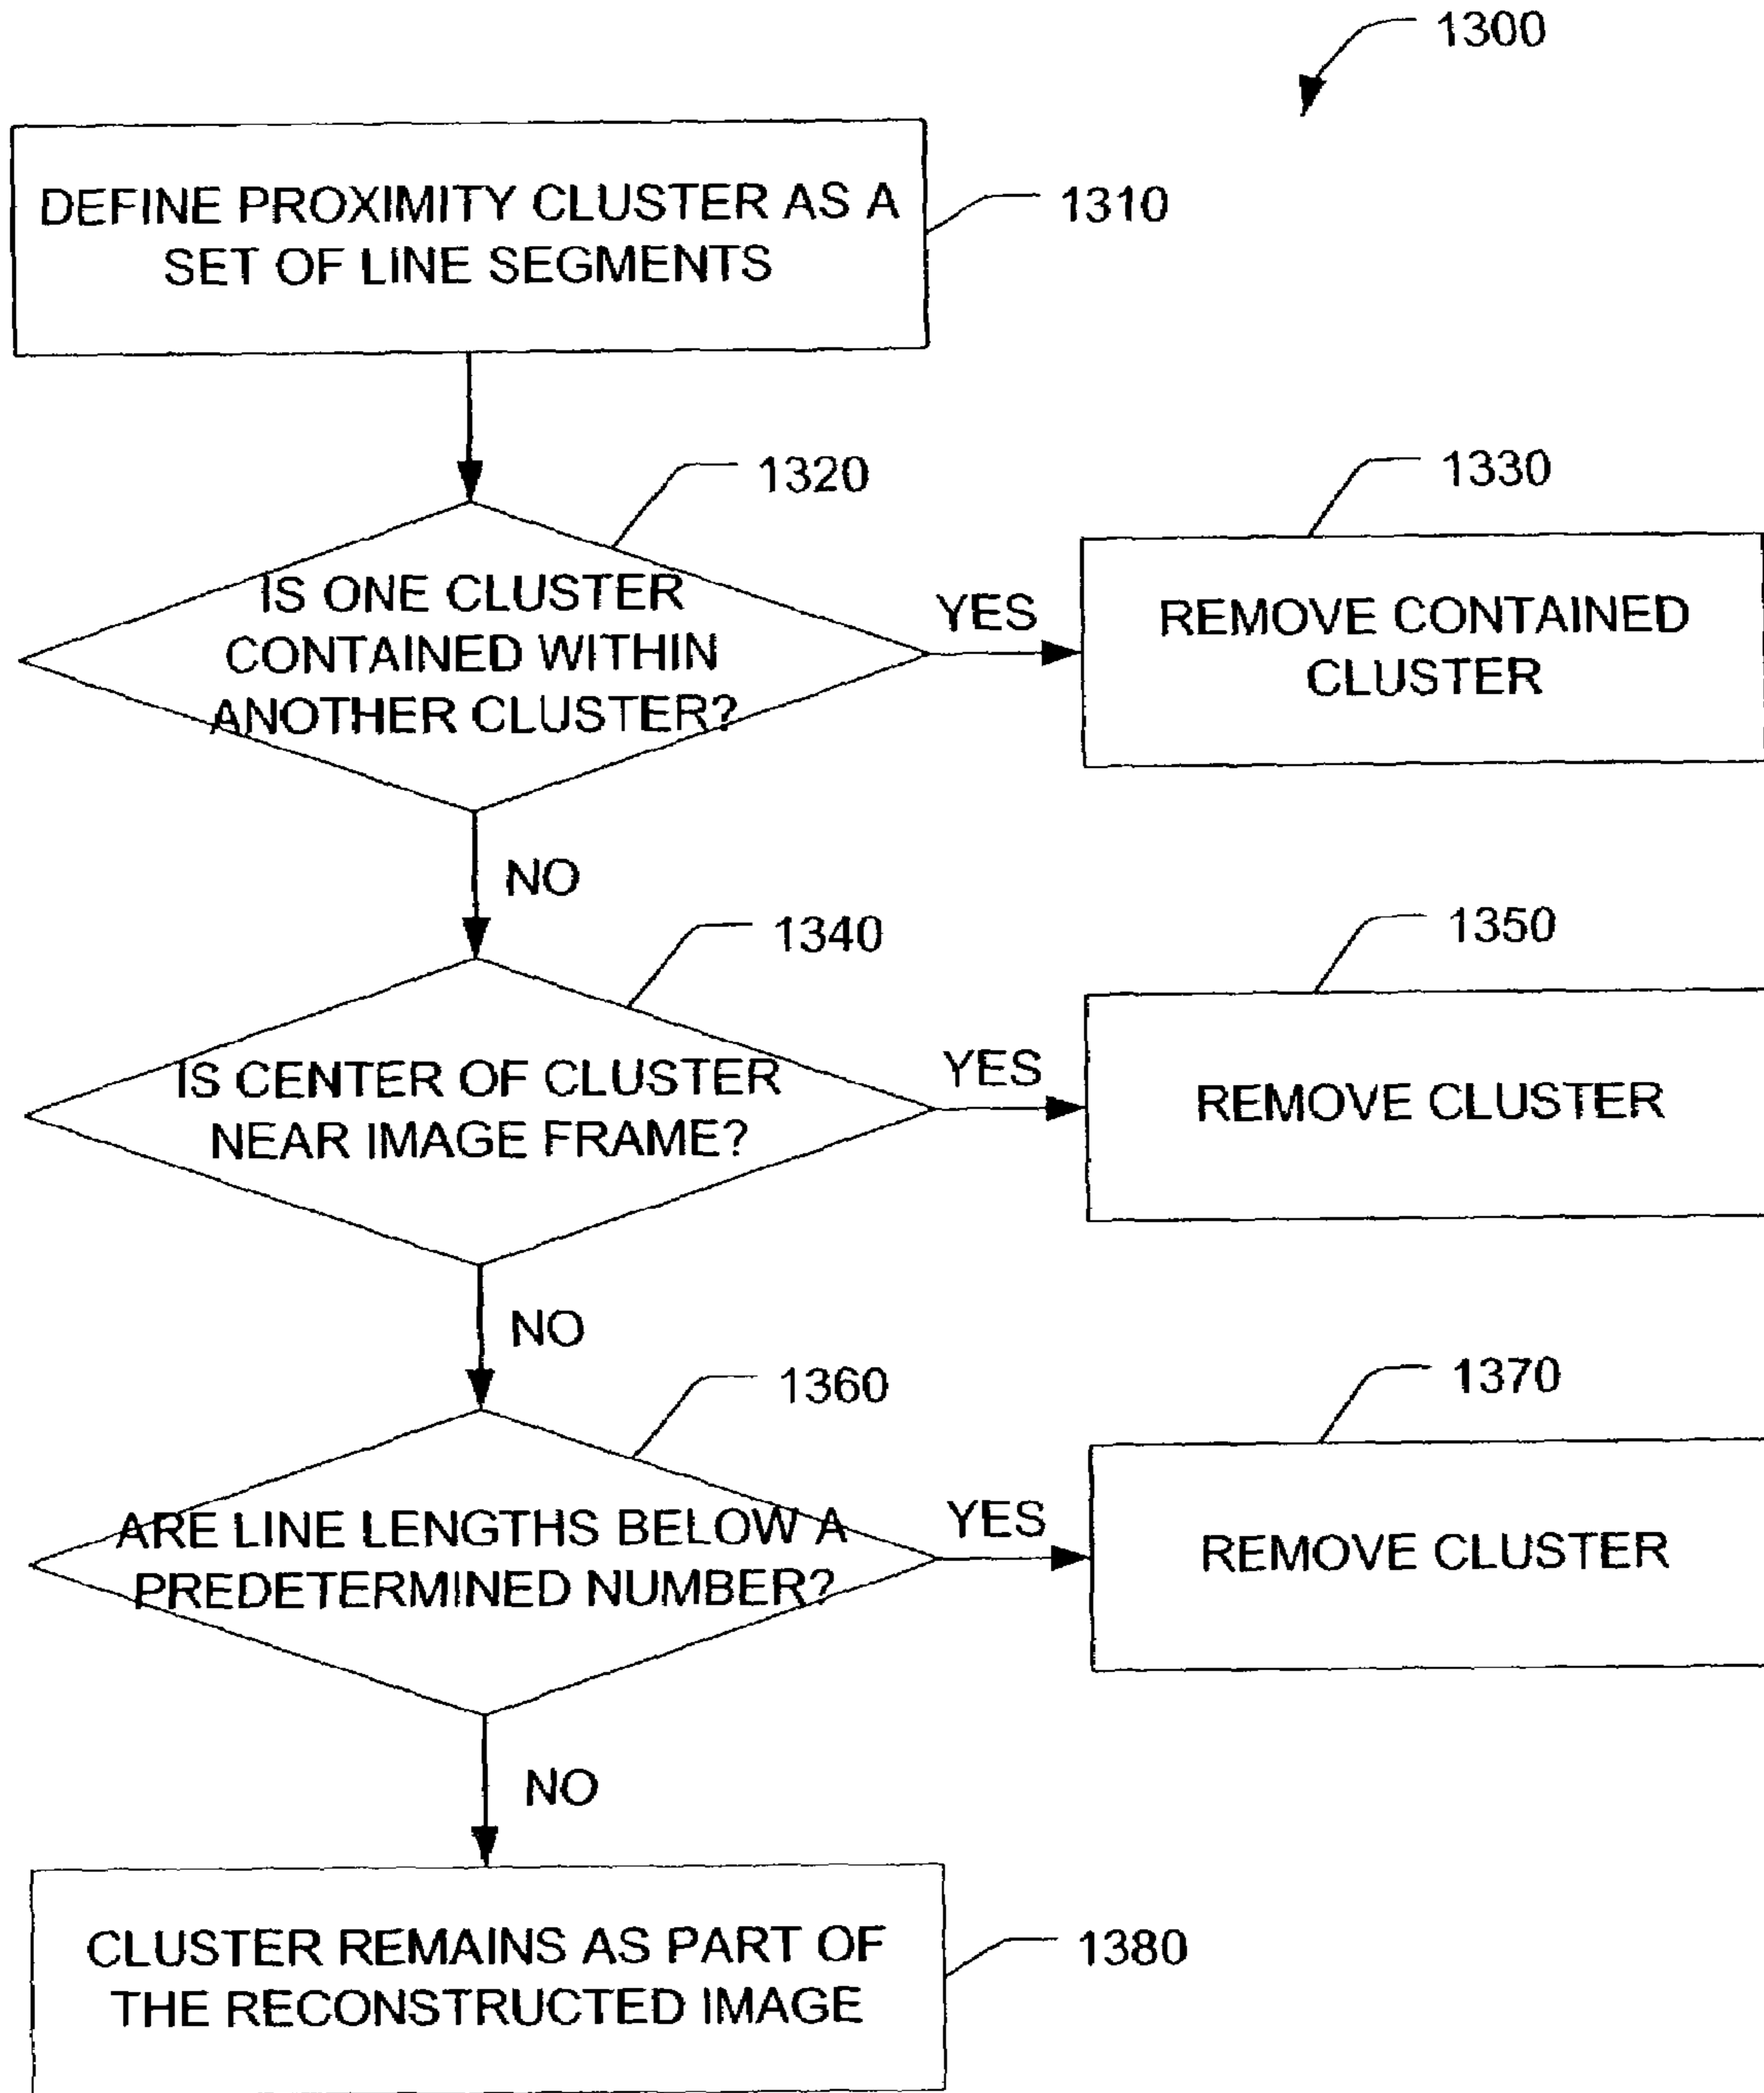 1300
DEFINE PROXIMITY CLUSTER AS A
SET OF LINE SEGMENTS
1310
1320
IS ONE CLUSTER
CONTAINED WITHIN
ANOTHER CLUSTER?
YES
1330
REMOVE CONTAINED
CLUSTER
NO
1340
IS CENTER OF CLUSTER
NEAR IMAGE FRAME?
YES
1350
REMOVE CLUSTER
NO
1360
ARE LINE LENGTHS BELOW A
PREDETERMINED NUMBER?
YES
1370
REMOVE CLUSTER
NO
CLUSTER REMAINS AS PART OF
THE RECONSTRUCTED IMAGE
1380